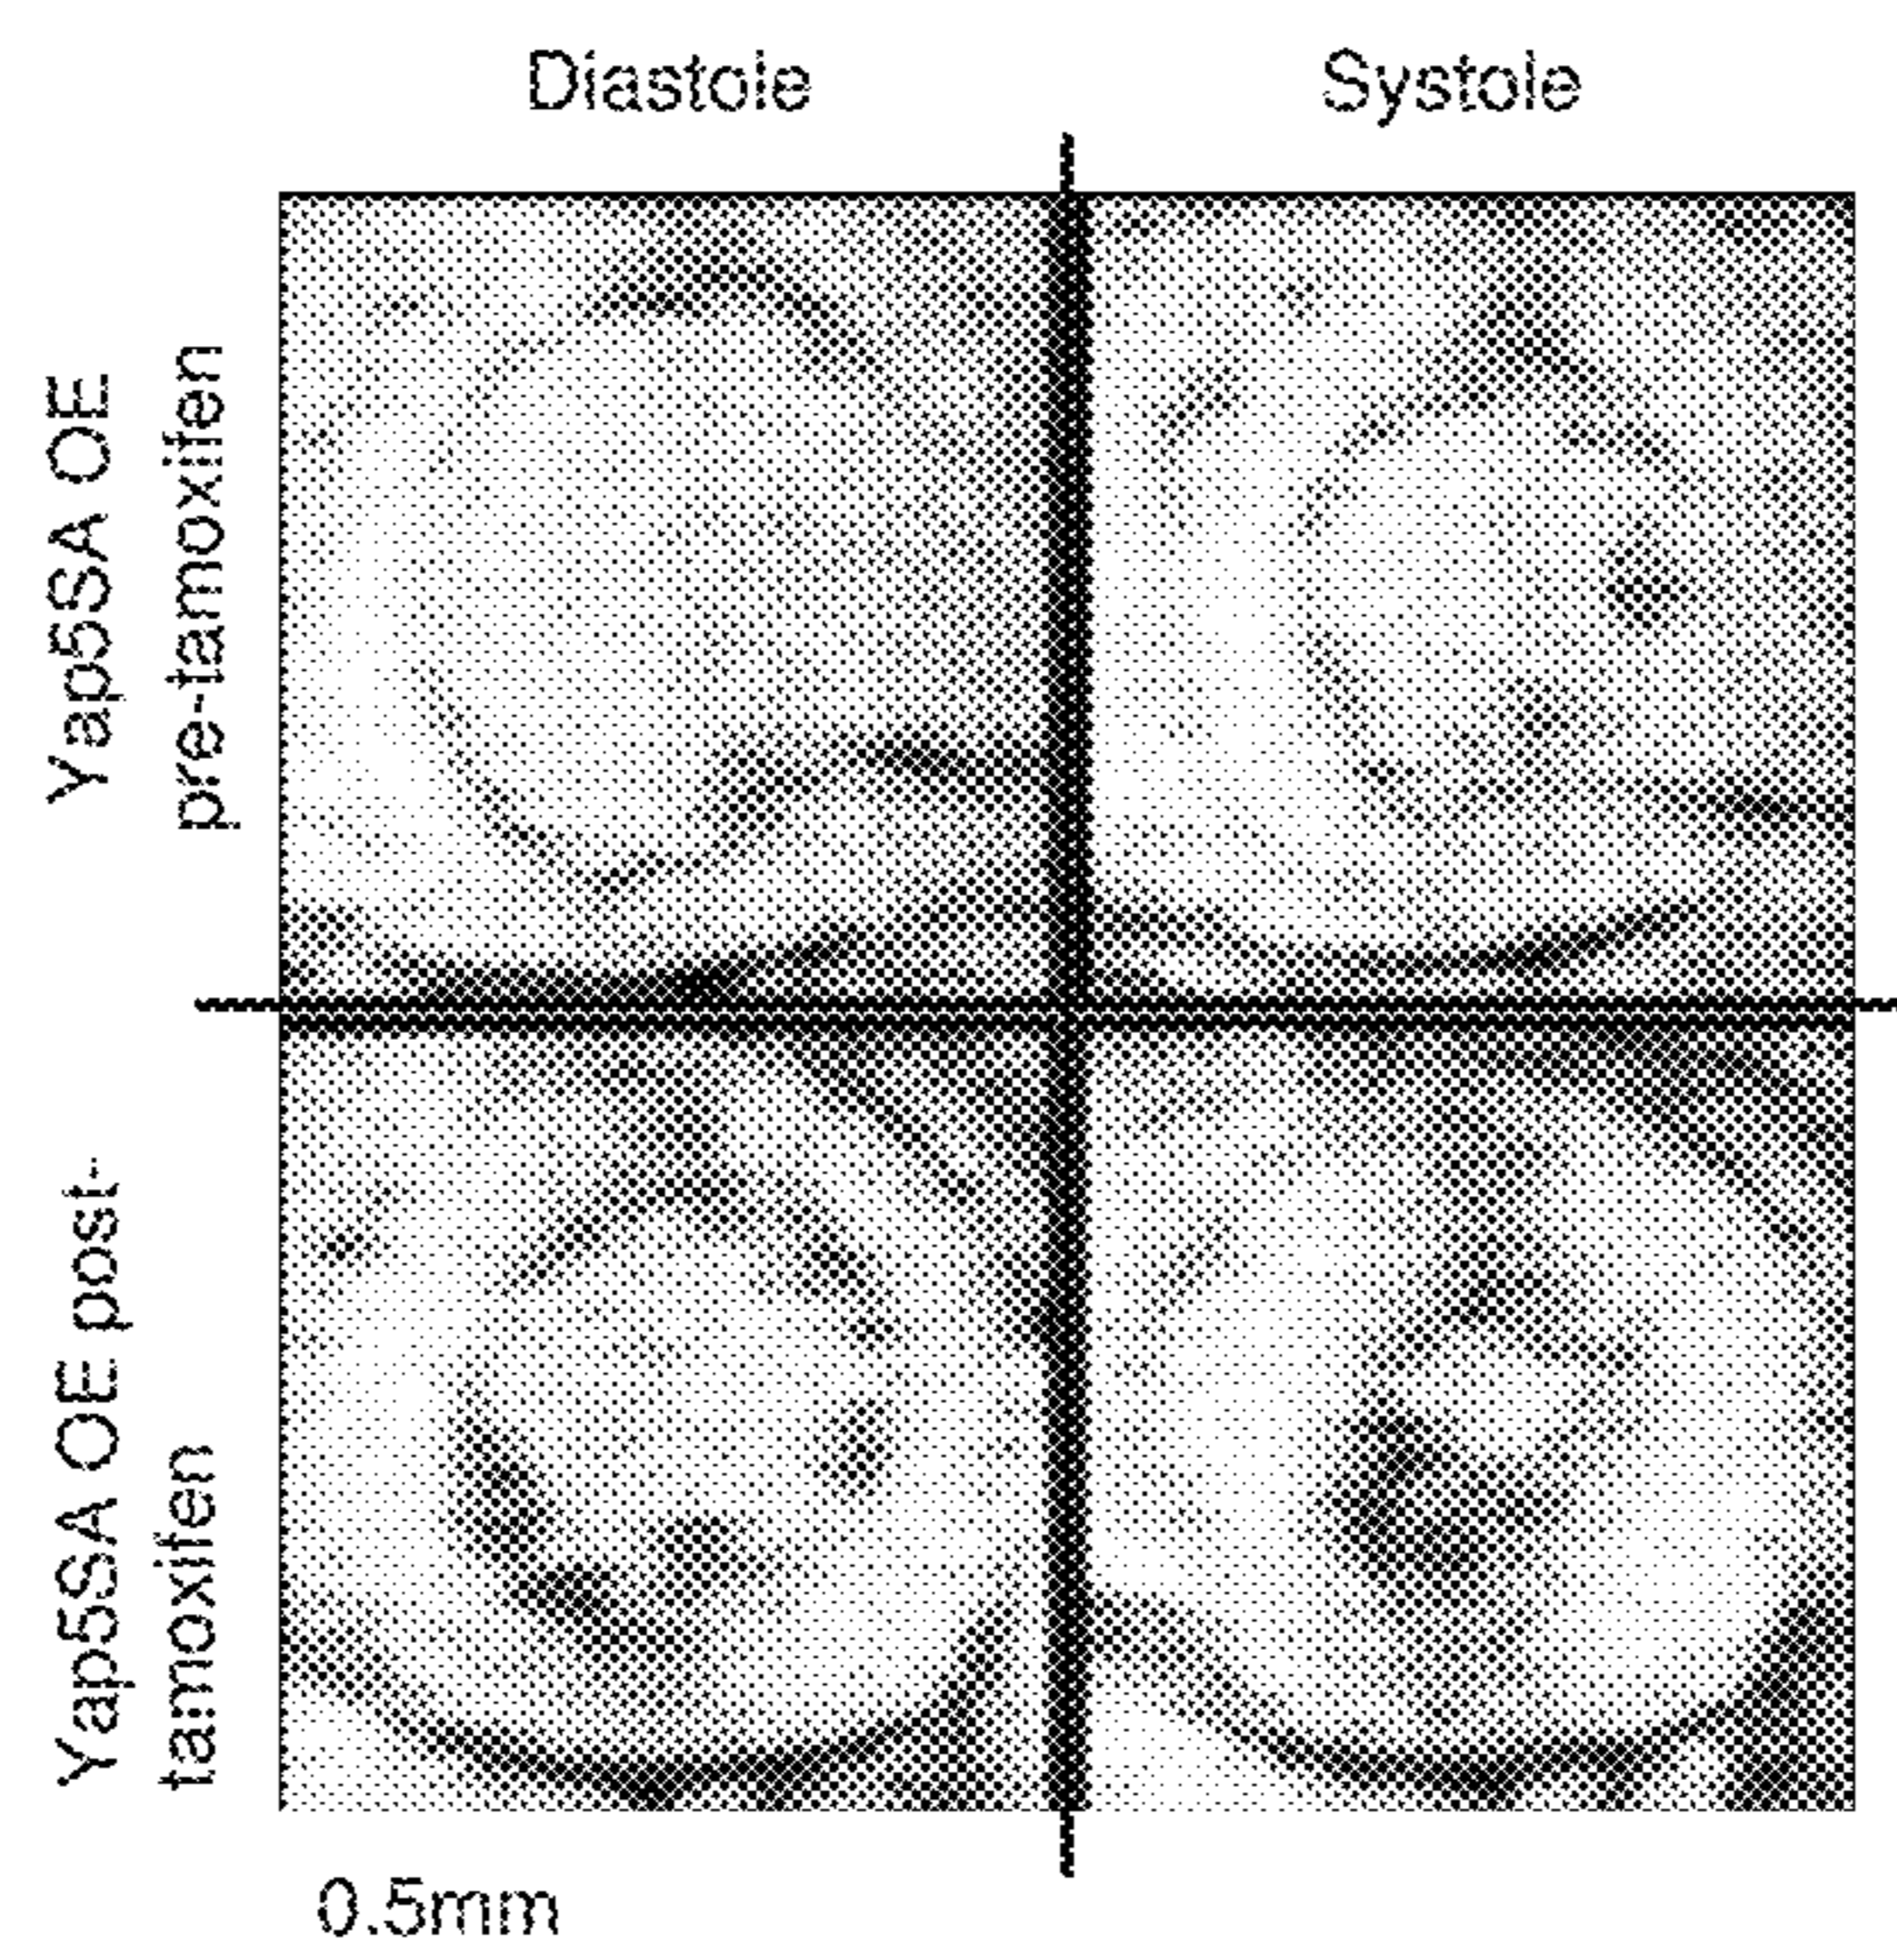 Diastole
Systole
Yap5SA OE
pre-tamoxifen
Yap5SA OE post-
tamoxifen
0.5mm